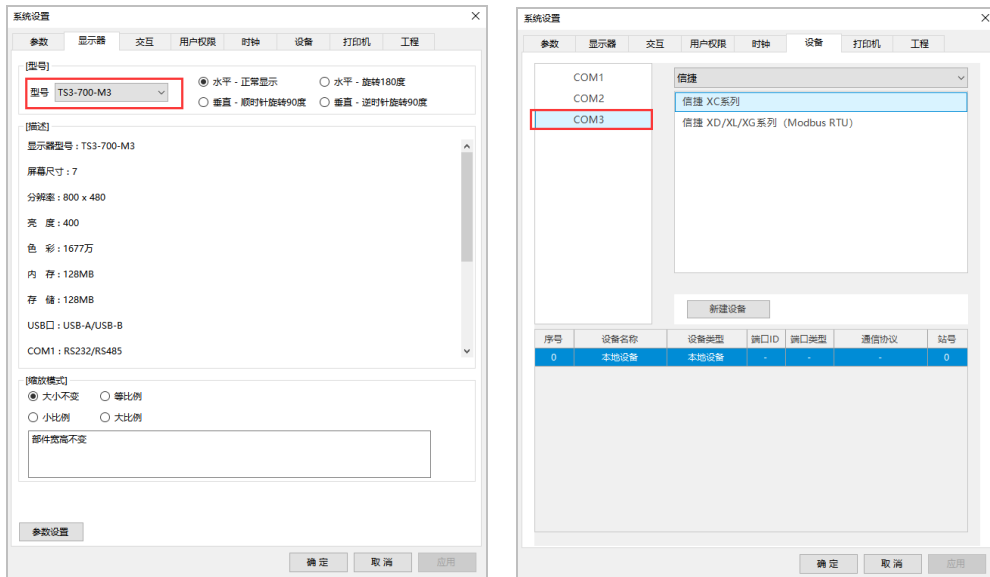 系统设置
参数 显示器 交互 用户权限 时钟 设备 打印机 工程
[型号]
型号 TS3-700-M3
水平 - 正常显示 水平 - 旋转180度
垂直 - 顺时针旋转90度 垂直 - 逆时针旋转90度
[描述]
显示器型号 : TS3-700-M3
屏幕尺寸 : 7
分辨率 : 800 x 480
亮 度 : 400
色 彩 : 1677万
内 存 : 128MB
存 储 : 128MB
USB口 : USB-A/USB-B
COM1 : RS232/RS485
[缩放模式]
大小不变 等比例
小比例 大比例
部件宽高不变
参数设置
确 定 取 消 应用
系统设置
参数 显示器 交互 用户权限 时钟 设备 打印机 工程
COM1
COM2
COM3
信捷
信捷 XC系列
信捷 XD/XL/XG系列（Modbus RTU）
新建设备
序号 设备名称 设备类型 端口ID 端口类型 通信协议 站号
0 本地设备 本地设备 - - - 0
确 定 取 消 应用